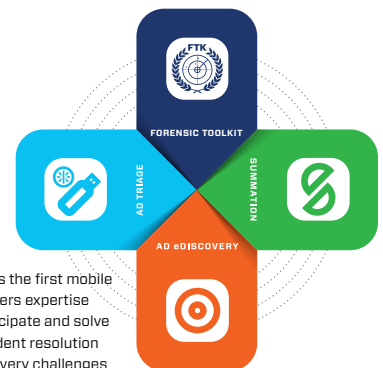 FTK
FORENSIC TOOLKIT
AD TRIAGE
SUMMATION
AD eDISCOVERY
s the first mobile
ers expertise
cipate and solve
dent resolution
very challenges